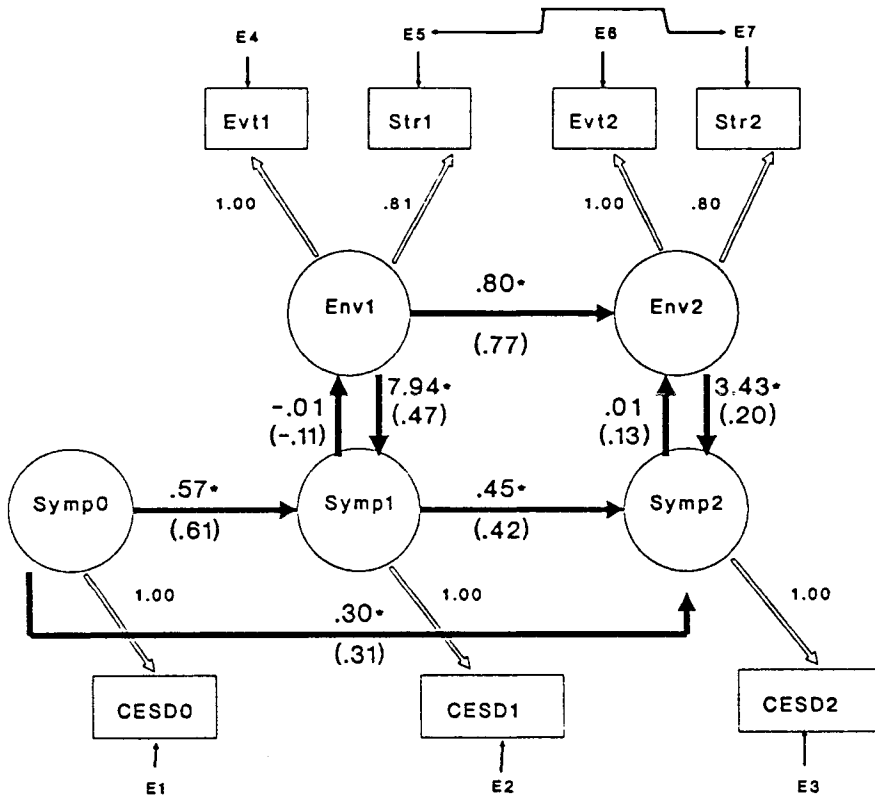 E4 E5 E6 E7
Evt1 Str1 Evt2 Str2
1.00 .81 1.00 .80
Env1 .80* Env2
(.77)
-.01 7.94* .01 3.43*
(-.11) (.47) (.13) (.20)
Symp0 .57* Symp1 .45* Symp2
(.61) (.42)
1.00 .30* 1.00 1.00
(.31)
CESD0 CESD1 CESD2
E1 E2 E3